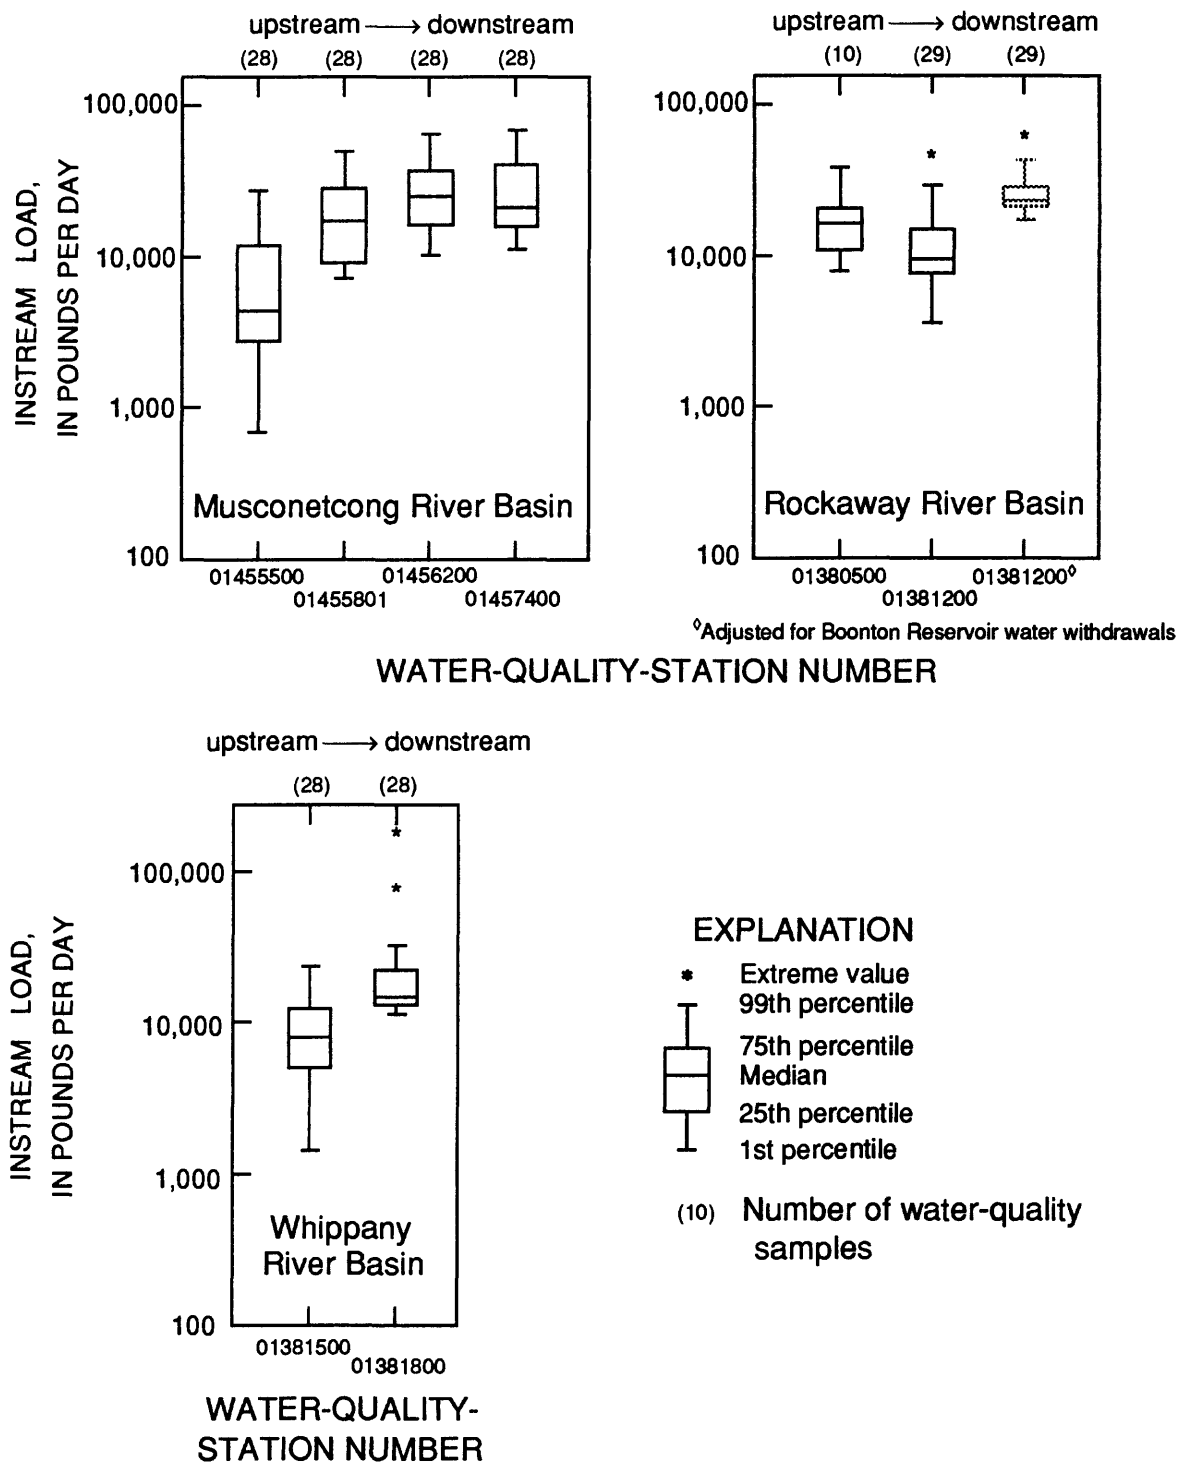 upstream ⟶ downstream
(28) (28) (28) (28)
100,000
10,000
1,000
100
INSTREAM LOAD,
IN POUNDS PER DAY
Musconetcong River Basin
01455500 01456200
01455801 01457400
upstream ⟶ downstream
(10) (29) (29)
100,000
*
*
10,000
1,000
100
Rockaway River Basin
01380500 01381200◊
01381200
◊Adjusted for Boonton Reservoir water withdrawals
WATER-QUALITY-STATION NUMBER
upstream ⟶ downstream
(28) (28)
*
100,000
*
10,000
1,000
100
INSTREAM LOAD,
IN POUNDS PER DAY
Whippany
River Basin
01381500
01381800
WATER-QUALITY-
STATION NUMBER
EXPLANATION
* Extreme value
99th percentile
75th percentile
Median
25th percentile
1st percentile
(10) Number of water-quality
samples